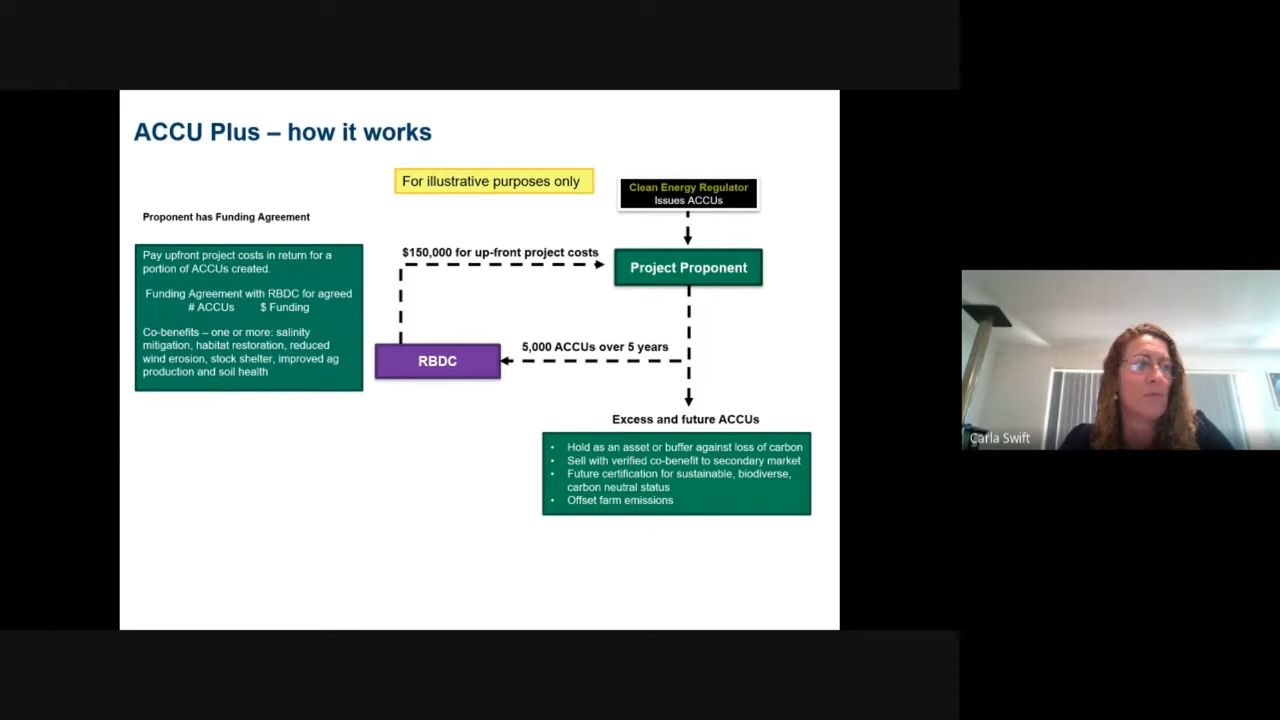 ACCU Plus – how it works
For illustrative purposes only
Clean Energy Regulator
Issues ACCUs
Proponent has Funding Agreement
Pay upfront project costs in return for a
portion of ACCUs created.
Funding Agreement with RBDC for agreed
# ACCUs $ Funding
Co-benefits – one or more: salinity
mitigation, habitat restoration, reduced
wind erosion, stock shelter, improved ag
production and soil health
$150,000 for up-front project costs
Project Proponent
RBDC
5,000 ACCUs over 5 years
Excess and future ACCUs
• Hold as an asset or buffer against loss of carbon
• Sell with verified co-benefit to secondary market
• Future certification for sustainable, biodiverse,
carbon neutral status
• Offset farm emissions
Carla Swift